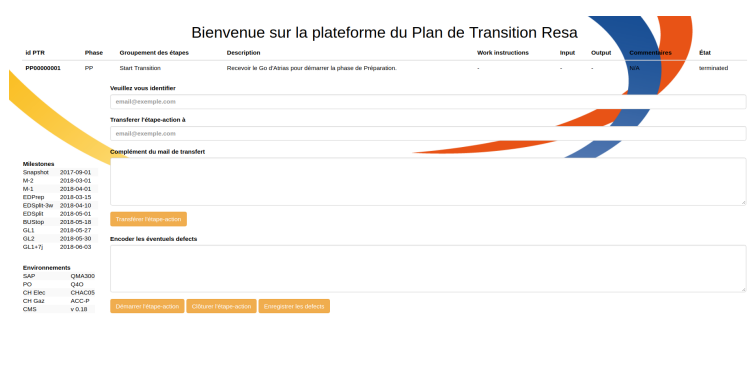 Bienvenue sur la plateforme du Plan de Transition Resa
id PTR Phase Groupement des étapes Description Work instructions Input Output Commentaires État
PP00000001 PP Start Transition Recevoir le Go d'Atrias pour démarrer la phase de Préparation. - - - N/A terminated
Veuillez vous identifier
email@exemple.com
Transferer l'étape-action à
email@exemple.com
Complément du mail de transfert
Transférer l'étape-action
Encoder les éventuels defects
Démarrer l'étape-action Clôturer l'étape-action Enregistrer les defects
Milestones
Snapshot 2017-09-01
M-2 2018-03-01
M-1 2018-04-01
EDPrep 2018-03-15
EDSplit-3w 2018-04-10
EDSplit 2018-05-01
BUStop 2018-05-18
GL1 2018-05-27
GL2 2018-05-30
GL1+7j 2018-06-03
Environnements
SAP QMA300
PO Q4O
CH Elec CHAC05
CH Gaz ACC-P
CMS v 0.18